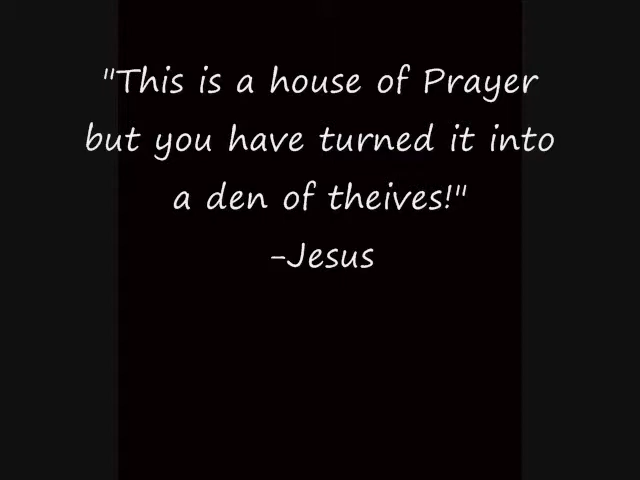 "This is a house of Prayer
but you have turned it into
a den of theives!"
-Jesus